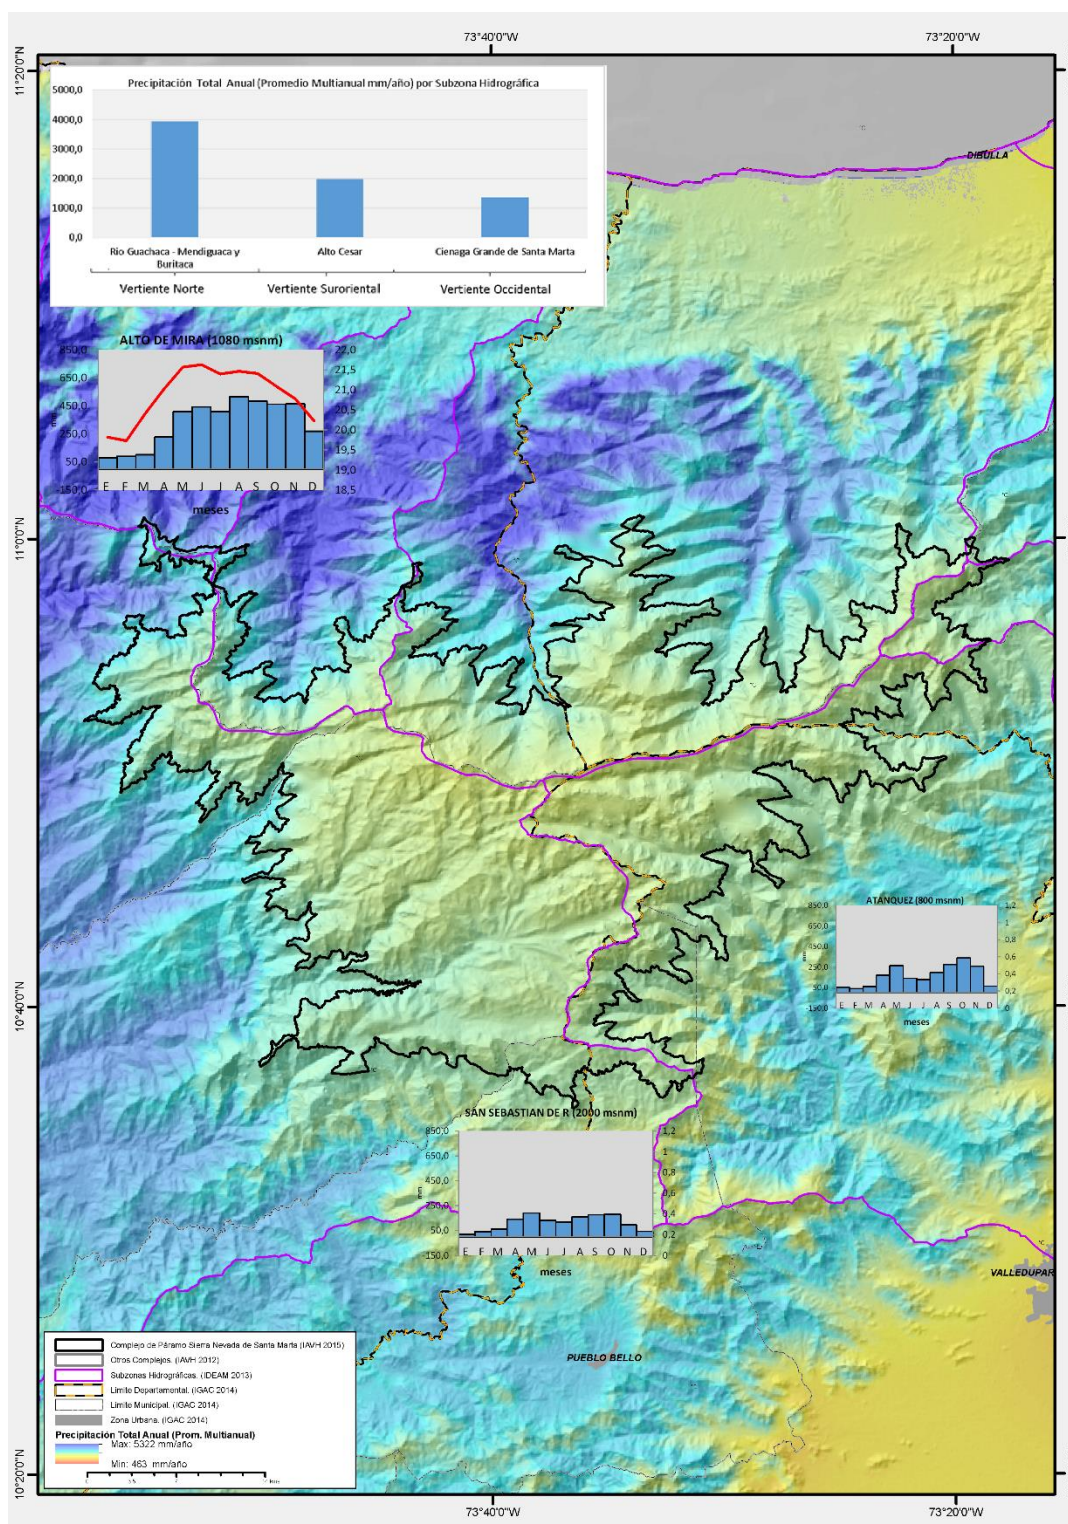 73°40'0"W
73°20'0"W
11°20'0"N
Precipitación Total Anual (Promedio Multianual mm/año) por Subzona Hidrográfica
5000,0
4000,0
3000,0
2000,0
1000,0
0,0
Rio Guachaca - Mendiguaca y
Buritaca
Alto Cesar
Cienaga Grande de Santa Marta
Vertiente Norte
Vertiente Suroriental
Vertiente Occidental
DIBULLA
ALTO DE MIRA (1080 msnm)
850,0
650,0
450,0
250,0
50,0
-150,0
mm
22,0
21,5
21,0
20,5
20,0
19,5
19,0
18,5
E F M A M J J A S O N D
meses
11°0'0"N
ATANQUEZ (800 msnm)
850,0
650,0
450,0
250,0
50,0
-150,0
mm
1,2
1
0,8
0,6
0,4
0,2
0
E F M A M J J A S O N D
meses
10°40'0"N
SAN SEBASTIAN DE R (2000 msnm)
850,0
650,0
450,0
250,0
50,0
-150,0
mm
1,2
1
0,8
0,6
0,4
0,2
0
E F M A M J J A S O N D
meses
VALLEDUPAR
PUEBLO BELLO
Complejo de Páramo Sierra Nevada de Santa Marta (IAVH 2015)
Otros Complejos. (IAVH 2012)
Subzonas Hidrográficas. (IDEAM 2013)
Limite Departamental. (IGAC 2014)
Limite Municipal. (IGAC 2014)
Zona Urbana. (IGAC 2014)
Precipitación Total Anual (Prom. Multianual)
Max: 5322 mm/año
Min: 463 mm/año
10°20'0"N
73°40'0"W
73°20'0"W